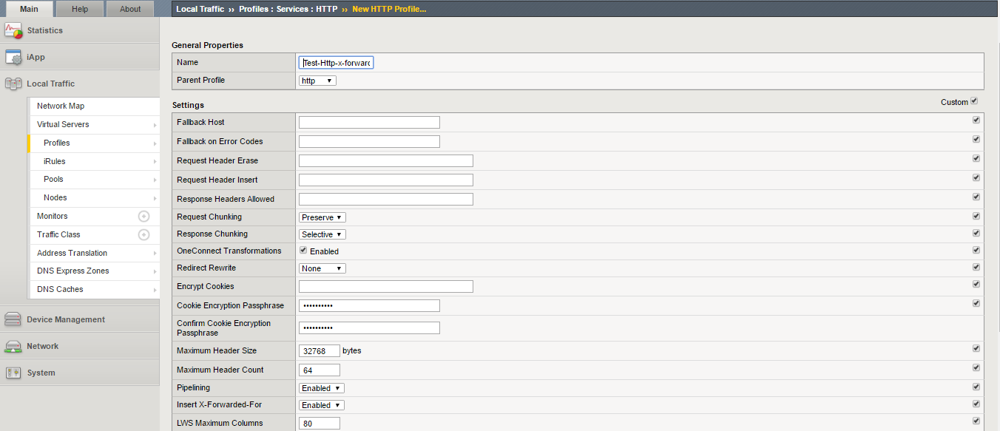 Main Help About
Local Traffic ›› Profiles : Services : HTTP ›› New HTTP Profile...
Statistics
iApp
Local Traffic
Network Map
Virtual Servers
Profiles
iRules
Pools
Nodes
Monitors
Traffic Class
Address Translation
DNS Express Zones
DNS Caches
Device Management
Network
System
General Properties
Name Test-Http-x-forward
Parent Profile http
Settings Custom
Fallback Host
Fallback on Error Codes
Request Header Erase
Request Header Insert
Response Headers Allowed
Request Chunking Preserve
Response Chunking Selective
OneConnect Transformations Enabled
Redirect Rewrite None
Encrypt Cookies
Cookie Encryption Passphrase ••••••••••
Confirm Cookie Encryption
Passphrase ••••••••••
Maximum Header Size 32768 bytes
Maximum Header Count 64
Pipelining Enabled
Insert X-Forwarded-For Enabled
LWS Maximum Columns 80